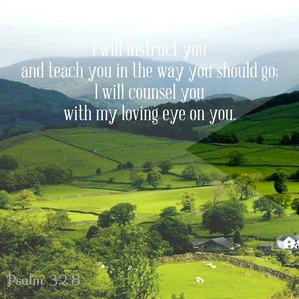 I will instruct you
and teach you in the way you should go;
I will counsel you
with my loving eye on you.
Psalm 32:8